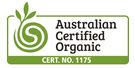 Australian
Certified
Organic
CERT. NO. 1175